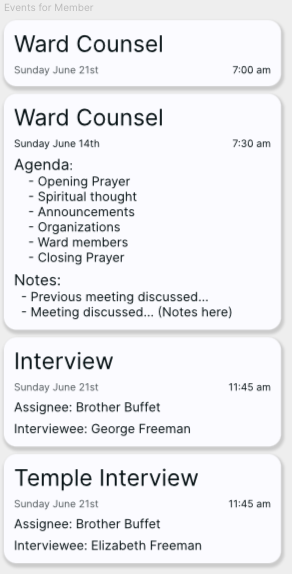 Events for Member
Ward Counsel
Sunday June 21st 7:00 am
Ward Counsel
Sunday June 14th 7:30 am
Agenda:
- Opening Prayer
- Spiritual thought
- Announcements
- Organizations
- Ward members
- Closing Prayer
Notes:
- Previous meeting discussed...
- Meeting discussed... (Notes here)
Interview
Sunday June 21st 11:45 am
Assignee: Brother Buffet
Interviewee: George Freeman
Temple Interview
Sunday June 21st 11:45 am
Assignee: Brother Buffet
Interviewee: Elizabeth Freeman